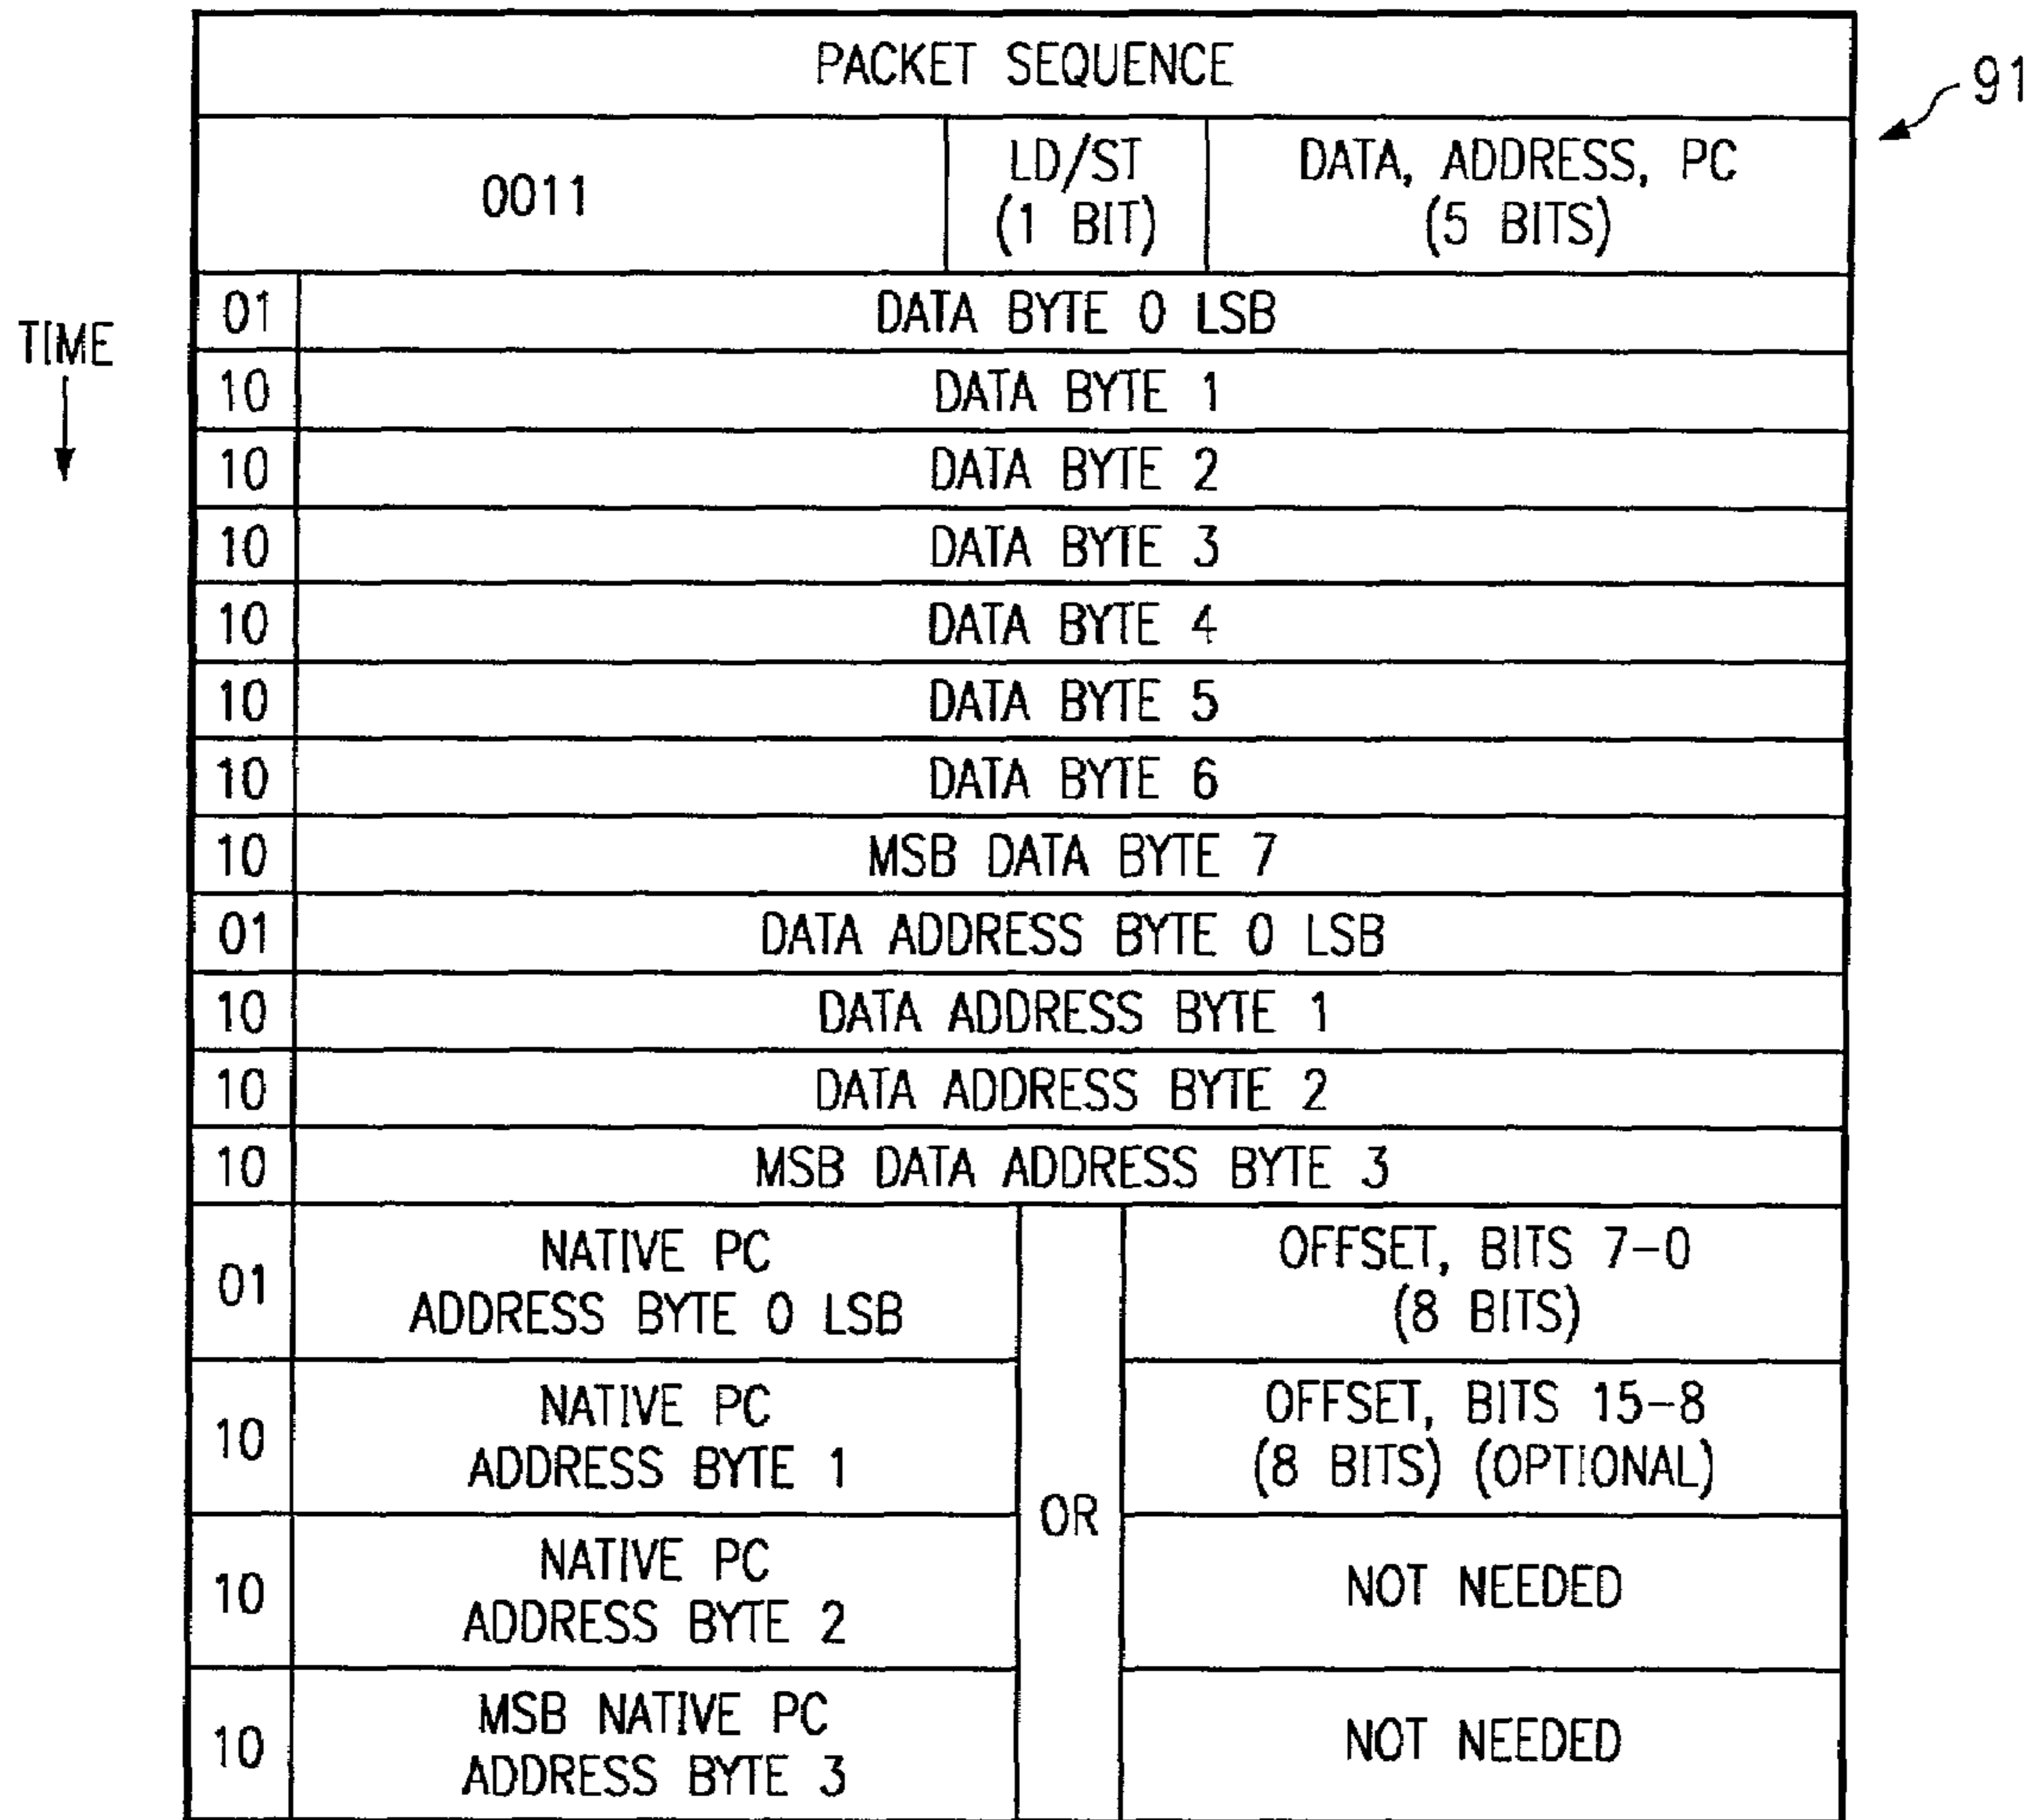 PACKET SEQUENCE
91
0011
LD/ST
(1 BIT)
DATA, ADDRESS, PC
(5 BITS)
TIME
01 DATA BYTE 0 LSB
10 DATA BYTE 1
10 DATA BYTE 2
10 DATA BYTE 3
10 DATA BYTE 4
10 DATA BYTE 5
10 DATA BYTE 6
10 MSB DATA BYTE 7
01 DATA ADDRESS BYTE 0 LSB
10 DATA ADDRESS BYTE 1
10 DATA ADDRESS BYTE 2
10 MSB DATA ADDRESS BYTE 3
01
NATIVE PC
ADDRESS BYTE 0 LSB
OFFSET, BITS 7-0
(8 BITS)
10
NATIVE PC
ADDRESS BYTE 1
OFFSET, BITS 15-8
(8 BITS) (OPTIONAL)
OR
10
NATIVE PC
ADDRESS BYTE 2
NOT NEEDED
10
MSB NATIVE PC
ADDRESS BYTE 3
NOT NEEDED